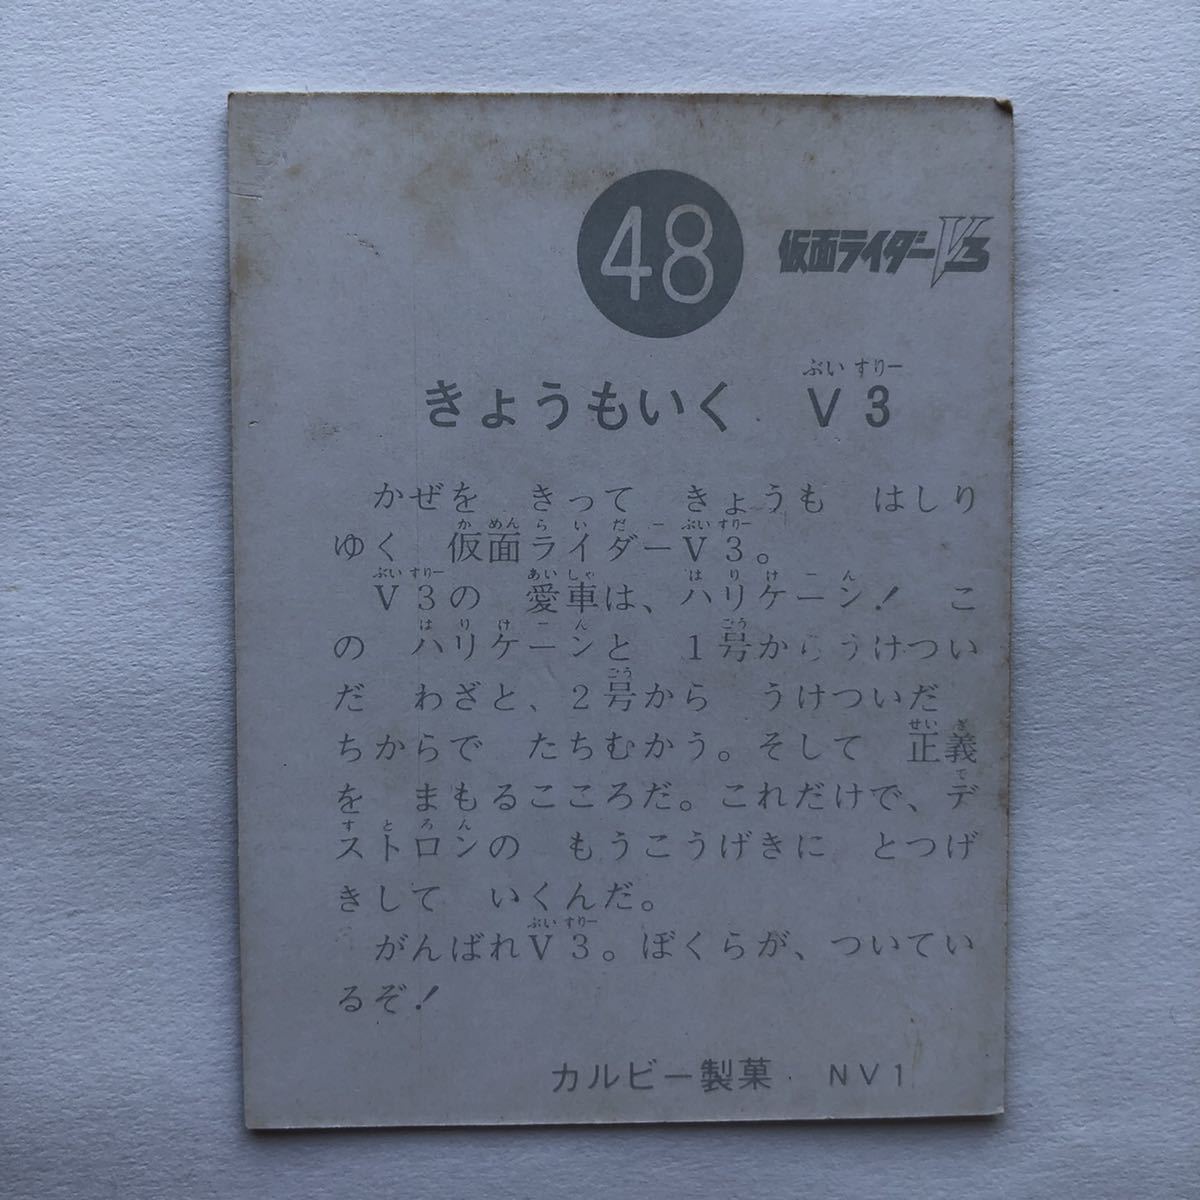 48 仮面ライダーV3
ぶい すりー
きょうもいく V3
かぜを きって きょうも はしり
か めん ら い だ ー ぶい すりー
ゆく 仮面ライダーV3。
ぶい すりー あい しゃ は り け ー ん
V3の 愛車は、ハリケーン! こ
は り け ー ん ごう
の ハリケーンと 1号からうけつい
ごう
だ わざと、2号から うけついだ
せい ぎ
ちからで たちむかう。そして 正義
で
を まもるこころだ。これだけで、デ
す と ろ ん
ストロンの もうこうげきに とつげ
きして いくんだ。
ぶい すりー
がんばれV3。ぼくらが、ついてい
るぞ!
カルビー製菓 NV1